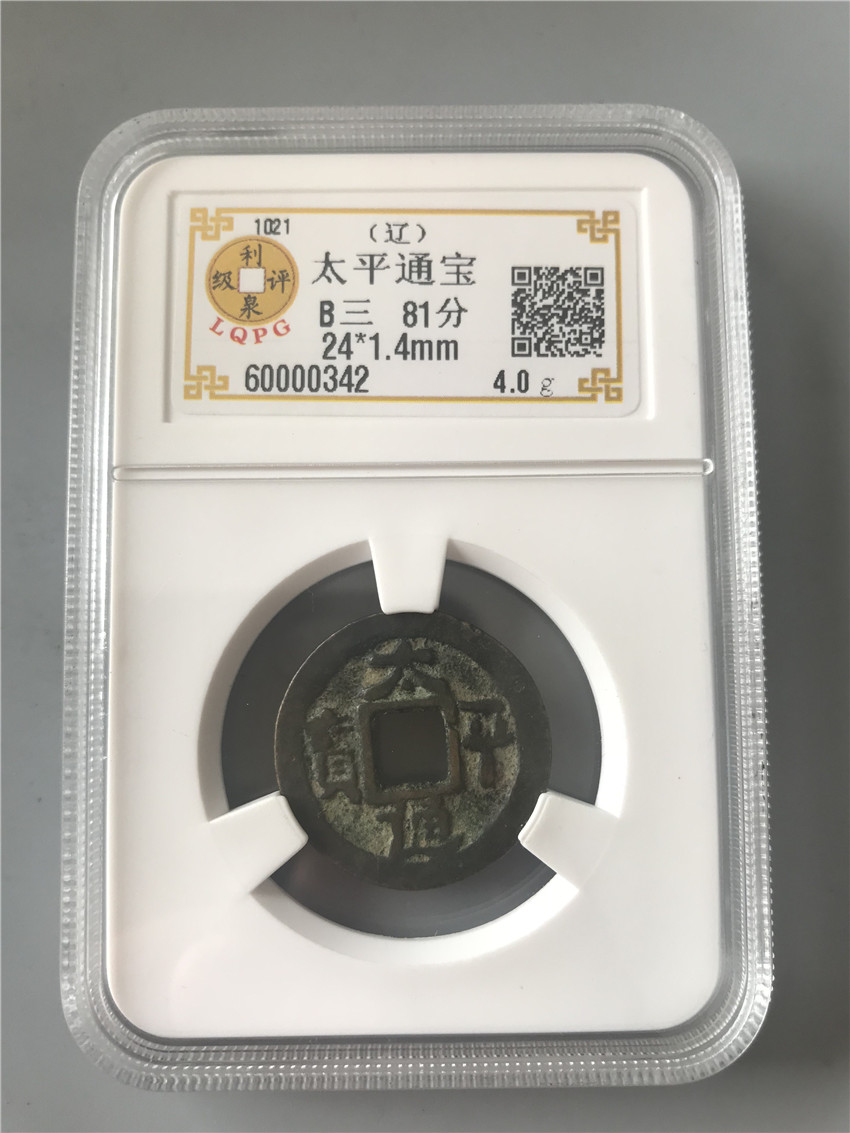 1021
（辽）
利泉评级
LQPG
太平通宝
B三 81分
24*1.4mm
60000342
4.0 g
太平通寳